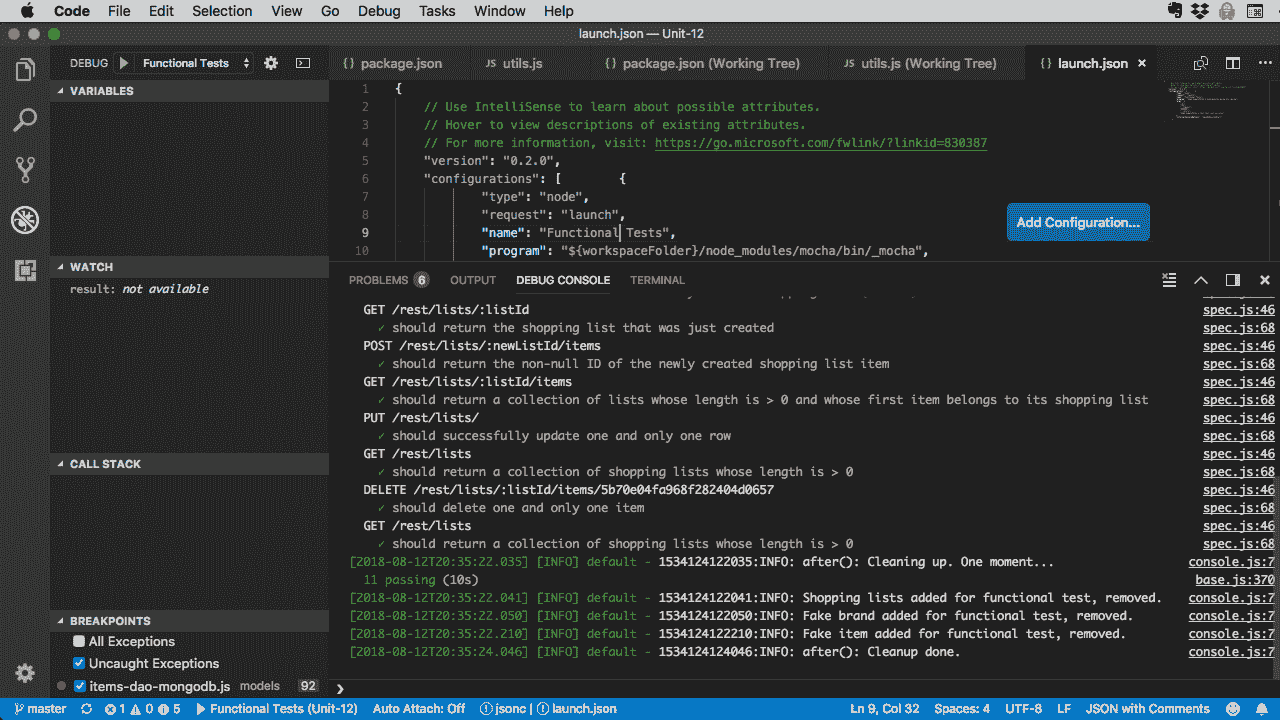 Code File Edit Selection View Go Debug Tasks Window Help
launch.json — Unit-12
DEBUG Functional Tests
{} package.json JS utils.js {} package.json (Working Tree) JS utils.js (Working Tree) {} launch.json ×
VARIABLES
WATCH
result: not available
CALL STACK
BREAKPOINTS
All Exceptions
Uncaught Exceptions
items-dao-mongodb.js models 92
1 {
2 // Use IntelliSense to learn about possible attributes.
3 // Hover to view descriptions of existing attributes.
4 // For more information, visit: https://go.microsoft.com/fwlink/?linkid=830387
5 "version": "0.2.0",
6 "configurations": [ {
7 "type": "node",
8 "request": "launch",
9 "name": "Functional Tests",
10 "program": "${workspaceFolder}/node_modules/mocha/bin/_mocha",
Add Configuration...
PROBLEMS 6 OUTPUT DEBUG CONSOLE TERMINAL
GET /rest/lists/:listId spec.js:46
✓ should return the shopping list that was just created spec.js:68
POST /rest/lists/:newListId/items spec.js:46
✓ should return the non-null ID of the newly created shopping list item spec.js:68
GET /rest/lists/:listId/items spec.js:46
✓ should return a collection of lists whose length is > 0 and whose first item belongs to its shopping list spec.js:68
PUT /rest/lists/ spec.js:46
✓ should successfully update one and only one row spec.js:68
GET /rest/lists spec.js:46
✓ should return a collection of shopping lists whose length is > 0 spec.js:68
DELETE /rest/lists/:listId/items/5b70e04fa968f282404d0657 spec.js:46
✓ should delete one and only one item spec.js:68
GET /rest/lists spec.js:46
✓ should return a collection of shopping lists whose length is > 0 spec.js:68
[2018-08-12T20:35:22.035] [INFO] default - 1534124122035:INFO: after(): Cleaning up. One moment... console.js:7
11 passing (10s) base.js:370
[2018-08-12T20:35:22.041] [INFO] default - 1534124122041:INFO: Shopping lists added for functional test, removed. console.js:7
[2018-08-12T20:35:22.050] [INFO] default - 1534124122050:INFO: Fake brand added for functional test, removed. console.js:7
[2018-08-12T20:35:22.210] [INFO] default - 1534124122210:INFO: Fake item added for functional test, removed. console.js:7
[2018-08-12T20:35:24.046] [INFO] default - 1534124124046:INFO: after(): Cleanup done. console.js:7
❯
master 1 0 5 Functional Tests (Unit-12) Auto Attach: Off jsonc | launch.json Ln 9, Col 32 Spaces: 4 UTF-8 LF JSON with Comments